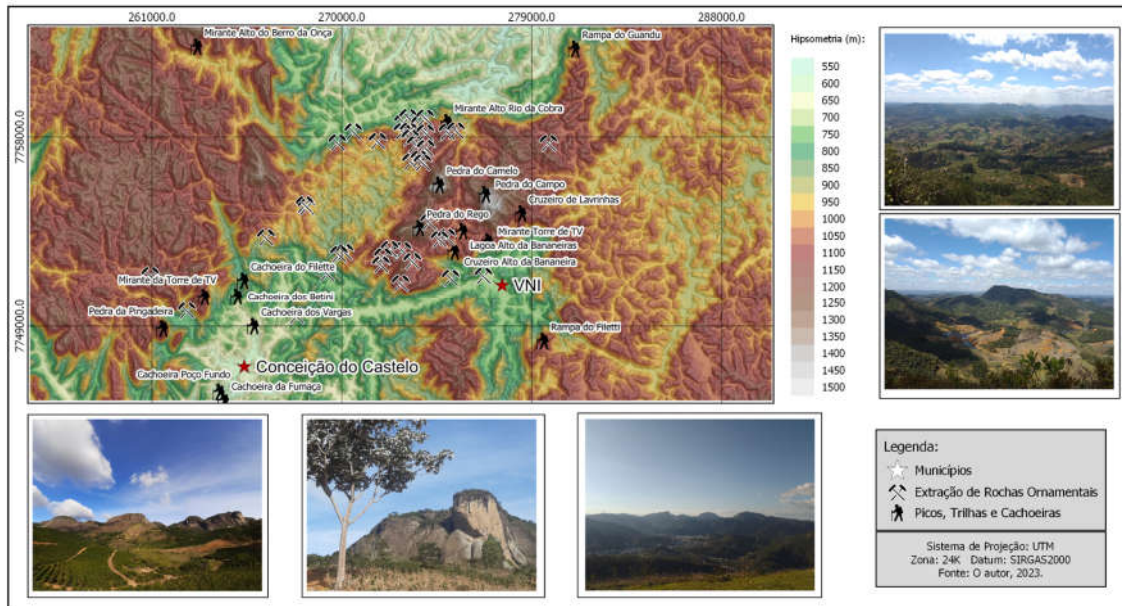 261000.0
270000.0
279000.0
288000.0
7758000.0
7749000.0
Mirante Alto do Berro da Onça
Rampa do Guandu
Mirante Alto Rio da Cobra
Pedra do Camelo
Pedra do Campo
Cruzeiro de Lavrinhas
Pedra do Rego
Mirante Torre de TV
Lagoa Alto da Bananeiras
Cruzeiro Alto da Bananeira
Cachoeira do Filette
Mirante da Torre de TV
Cachoeira dos Betini
VNI
Pedra da Pingadeira
Cachoeira dos Vargas
Rampa do Filetti
Conceição do Castelo
Cachoeira Poço Fundo
Cachoeira da Fumaça
Hipsometria (m):
550
600
650
700
750
800
850
900
950
1000
1100
1150
1200
1250
1300
1350
1400
1450
1500
Legenda:
Municípios
Extração de Rochas Ornamentais
Picos, Trilhas e Cachoeiras
Sistema de Projeção: UTM
Zona: 24K Datum: SIRGAS2000
Fonte: O autor, 2023.